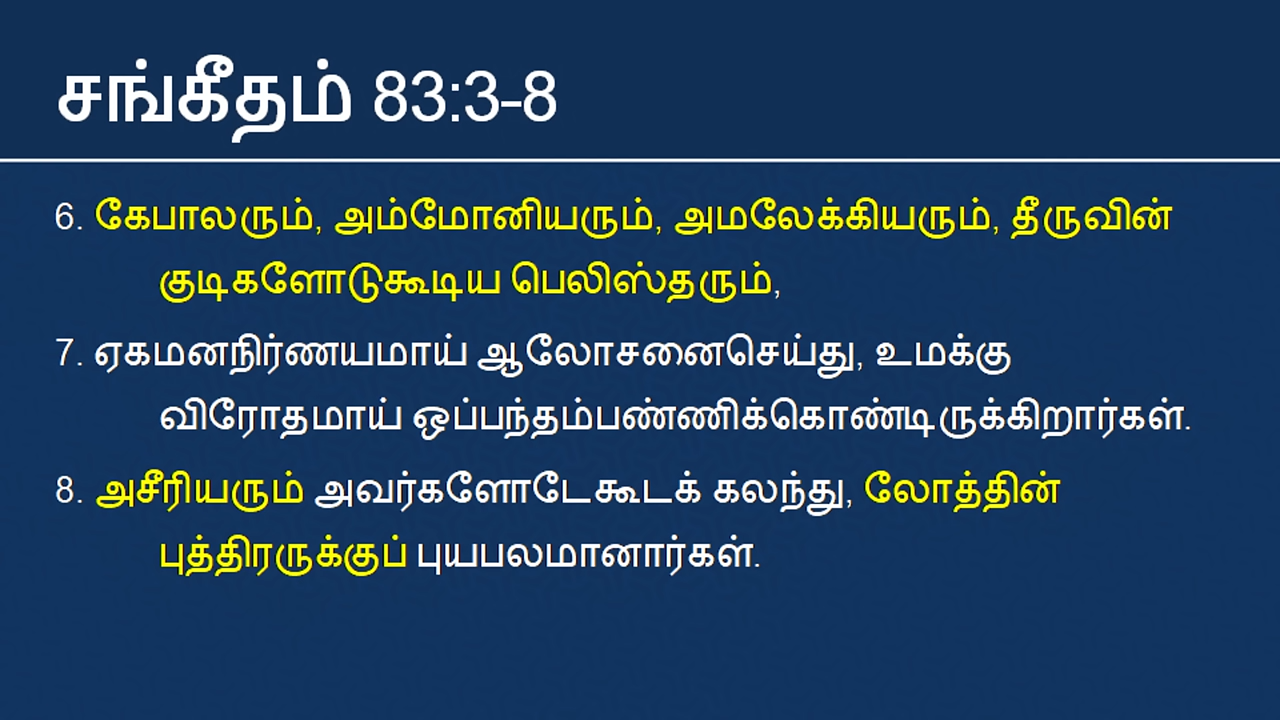 சங்கீதம் 83:3-8
6. கேபாலரும், அம்மோனியரும், அமலேக்கியரும், தீருவின்
குடிகளோடுகூடிய பெலிஸ்தரும்,
7. ஏகமனநிர்ணயமாய் ஆலோசனைசெய்து, உமக்கு
விரோதமாய் ஒப்பந்தம்பண்ணிக்கொண்டிருக்கிறார்கள்.
8. அசீரியரும் அவர்களோடேகூடக் கலந்து, லோத்தின்
புத்திரருக்குப் புயபலமானார்கள்.